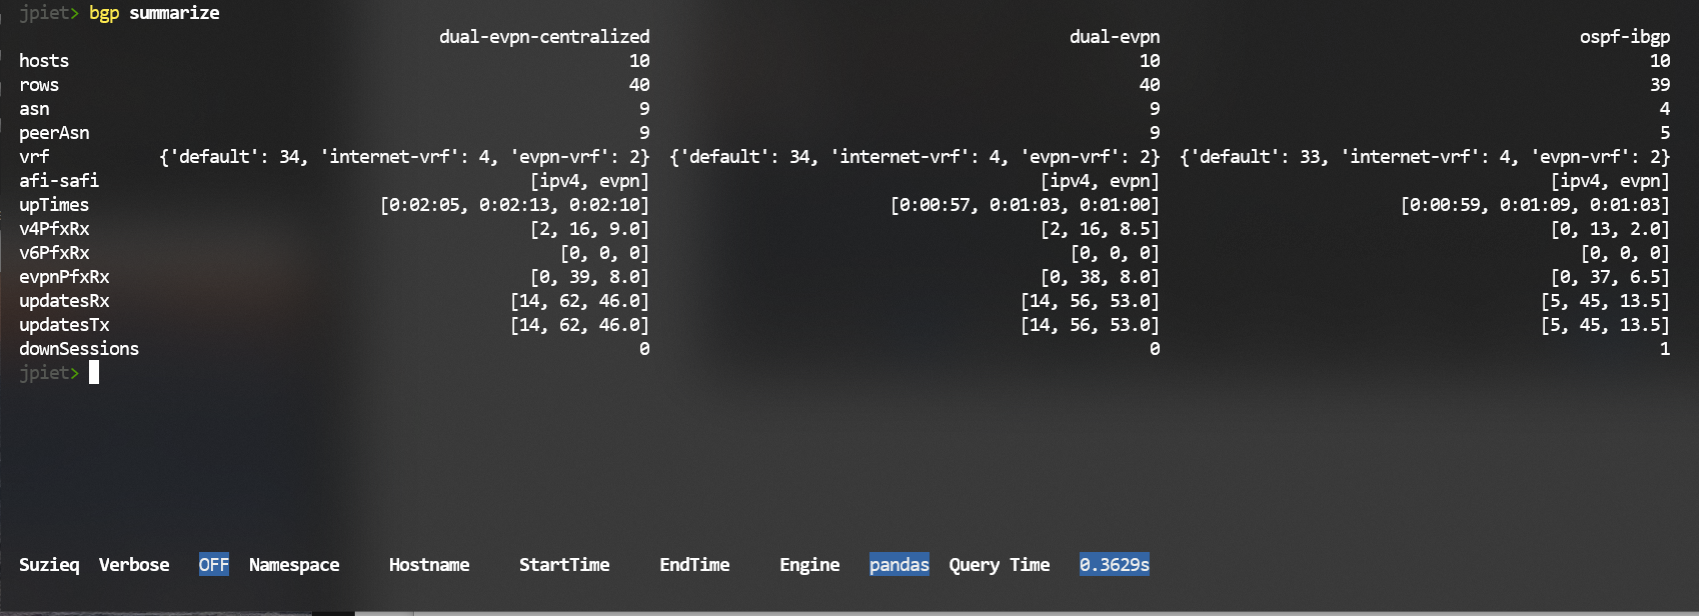 jpiet> bgp summarize
dual-evpn-centralized dual-evpn ospf-ibgp
hosts 10 10 10
rows 40 40 39
asn 9 9 4
peerAsn 9 9 5
vrf {'default': 34, 'internet-vrf': 4, 'evpn-vrf': 2} {'default': 34, 'internet-vrf': 4, 'evpn-vrf': 2} {'default': 33, 'internet-vrf': 4, 'evpn-vrf': 2}
afi-safi [ipv4, evpn] [ipv4, evpn] [ipv4, evpn]
upTimes [0:02:05, 0:02:13, 0:02:10] [0:00:57, 0:01:03, 0:01:00] [0:00:59, 0:01:09, 0:01:03]
v4PfxRx [2, 16, 9.0] [2, 16, 8.5] [0, 13, 2.0]
v6PfxRx [0, 0, 0] [0, 0, 0] [0, 0, 0]
evpnPfxRx [0, 39, 8.0] [0, 38, 8.0] [0, 37, 6.5]
updatesRx [14, 62, 46.0] [14, 56, 53.0] [5, 45, 13.5]
updatesTx [14, 62, 46.0] [14, 56, 53.0] [5, 45, 13.5]
downSessions 0 0 1
jpiet>
Suzieq Verbose OFF Namespace Hostname StartTime EndTime Engine pandas Query Time 0.3629s